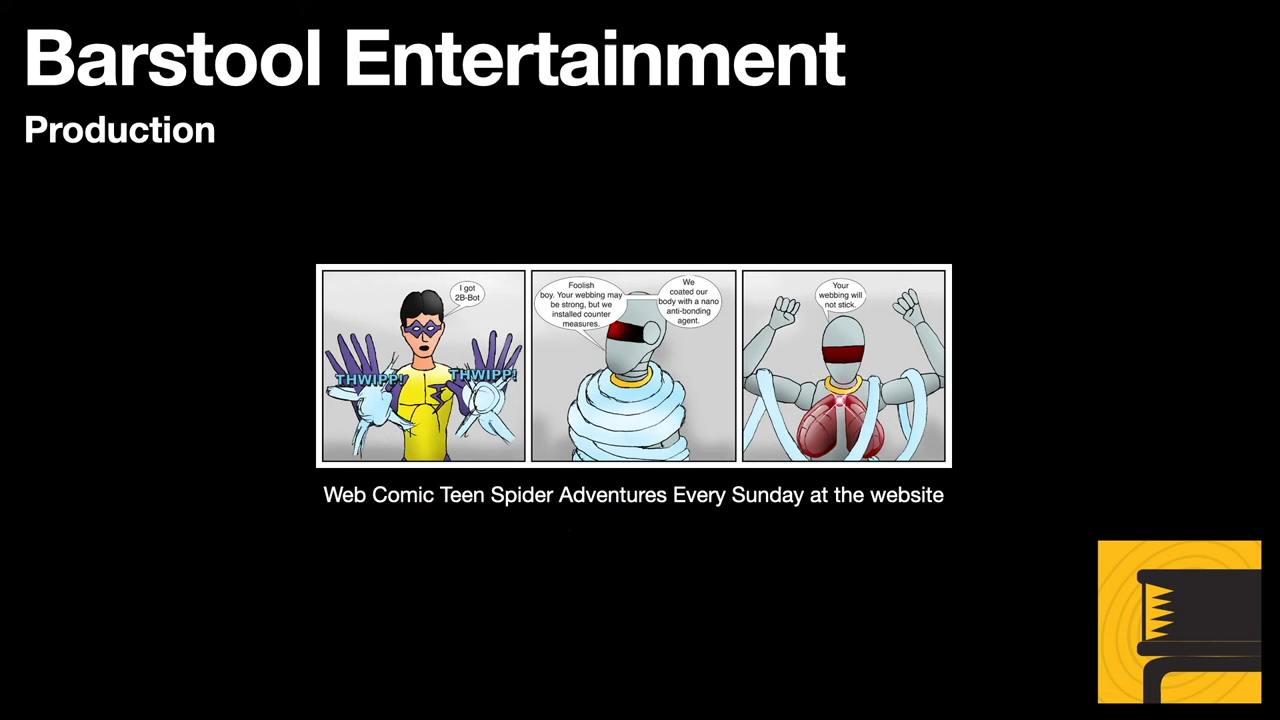 Barstool Entertainment
Production
I got
2B-Bot
THWIPP!
THWIPP!
Foolish
boy. Your webbing may
be strong, but we
installed counter
measures.
We
coated our
body with a nano
anti-bonding
agent.
Your
webbing will
not stick.
Web Comic Teen Spider Adventures Every Sunday at the website